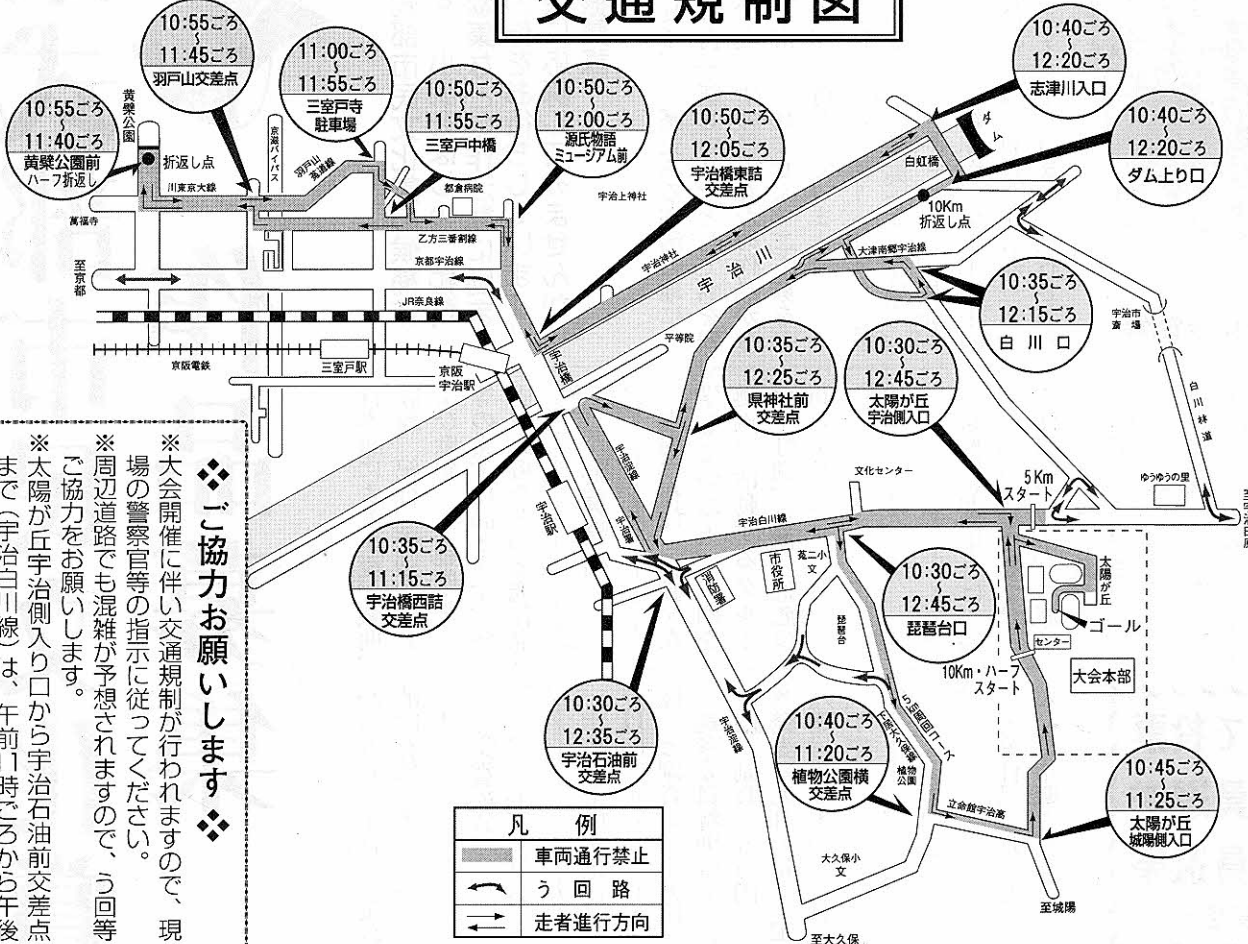 交通規制図
10:55ごろ
〜
11:45ごろ
羽戸山交差点
11:00ごろ
〜
11:55ごろ
三室戸寺
駐車場
10:50ごろ
〜
11:55ごろ
三室戸中橋
10:50ごろ
〜
12:00ごろ
源氏物語
ミュージアム前
10:50ごろ
〜
12:05ごろ
宇治橋東詰
交差点
10:40ごろ
〜
12:20ごろ
志津川入口
10:40ごろ
〜
12:20ごろ
ダム上り口
10:55ごろ
〜
11:40ごろ
黄檗公園前
ハーフ折返し
黄檗公園
折返し点
川東京大線
京滋バイパス
羽戸山
都倉病院
宇治上神社
白虹橋
ダム
10Km
折返し点
萬福寺
乙方三番割線
京都宇治線
宇治神社
宇治川
大津南郷宇治線
至京都
JR奈良線
京阪電鉄
三室戸駅
京阪
宇治駅
宇治橋
平等院
10:35ごろ
〜
12:15ごろ
白川口
宇治市
斎場
白川林道
10:35ごろ
〜
12:25ごろ
県神社前
交差点
10:30ごろ
〜
12:45ごろ
太陽が丘
宇治側入口
宇治淀線
宇治駅
宇治署
文化センター
5Km
スタート
ゆうゆうの里
宇治白川線
10:35ごろ
〜
11:15ごろ
宇治橋西詰
交差点
消防署
市役所
菟二小
文
琵琶台
10:30ごろ
〜
12:45ごろ
琵琶台口
太陽が丘
ゴール
センター
10Km・ハーフ
スタート
大会本部
10:30ごろ
〜
12:35ごろ
宇治石油前
交差点
宇治淀線
10:40ごろ
〜
11:20ごろ
植物公園横
交差点
植物
公園
立命館宇治高
10:45ごろ
〜
11:25ごろ
太陽が丘
城陽側入口
大久保小
文
至城陽
至大久保
凡例
車両通行禁止
う回路
走者進行方向
❖ご協力お願いします❖
※大会開催に伴い交通規制が行われますので、現
場の警察官等の指示に従ってください。
※周辺道路でも混雑が予想されますので、う回等
ご協力をお願いします。
※太陽が丘宇治側入り口から宇治石油前交差点
まで(宇治白川線)は、午前11時ごろから午後